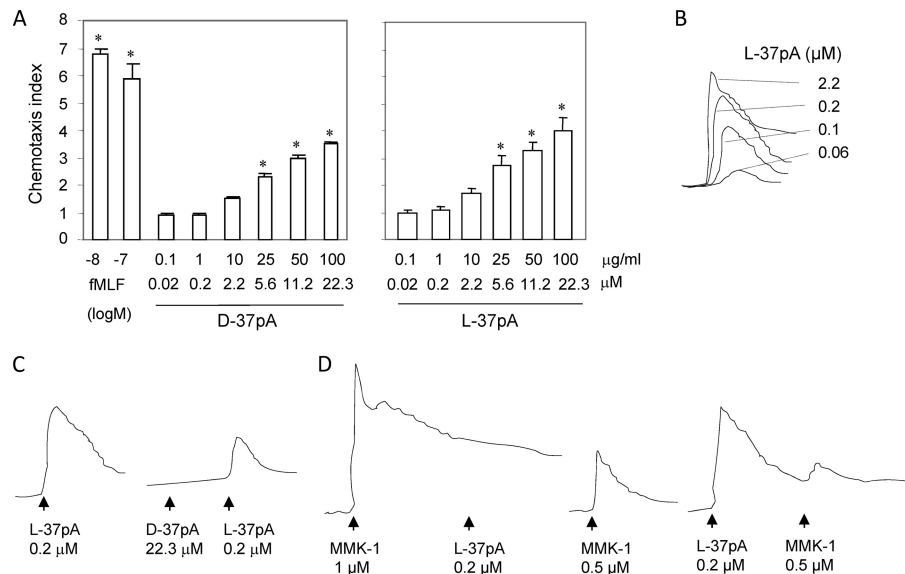 A
8
7
6
5
4
3
2
1
0
Chemotaxis index
* * * * * * * *
-8 -7 0.1 1 10 25 50 100 0.1 1 10 25 50 100 µg/ml
fMLF 0.02 0.2 2.2 5.6 11.2 22.3 0.02 0.2 2.2 5.6 11.2 22.3 µM
(logM) D-37pA L-37pA
B
L-37pA (µM)
2.2
0.2
0.1
0.06
C
L-37pA D-37pA L-37pA
0.2 µM 22.3 µM 0.2 µM
D
MMK-1 L-37pA MMK-1 L-37pA MMK-1
1 µM 0.2 µM 0.5 µM 0.2 µM 0.5 µM